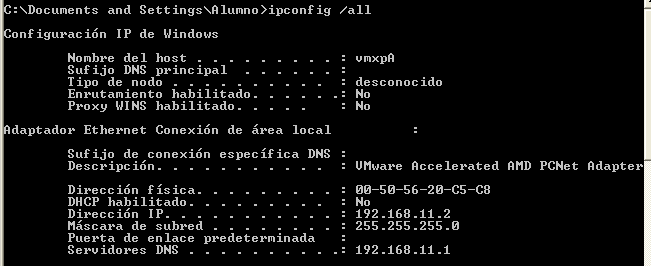 C:\Documents and Settings\Alumno>ipconfig /all
Configuración IP de Windows
Nombre del host . . . . . . . . . : vmxpA
Sufijo DNS principal . . . . . . :
Tipo de nodo . . . . . . . . . . : desconocido
Enrutamiento habilitado. . . . . .: No
Proxy WINS habilitado. . . . . : No
Adaptador Ethernet Conexión de área local :
Sufijo de conexión específica DNS :
Descripción. . . . . . . . . . . : VMware Accelerated AMD PCNet Adapter
Dirección física. . . . . . . . . : 00-50-56-20-C5-C8
DHCP habilitado. . . . . . . . . : No
Dirección IP. . . . . . . . . . . : 192.168.11.2
Máscara de subred . . . . . . . . : 255.255.255.0
Puerta de enlace predeterminada :
Servidores DNS . . . . . . . . . : 192.168.11.1